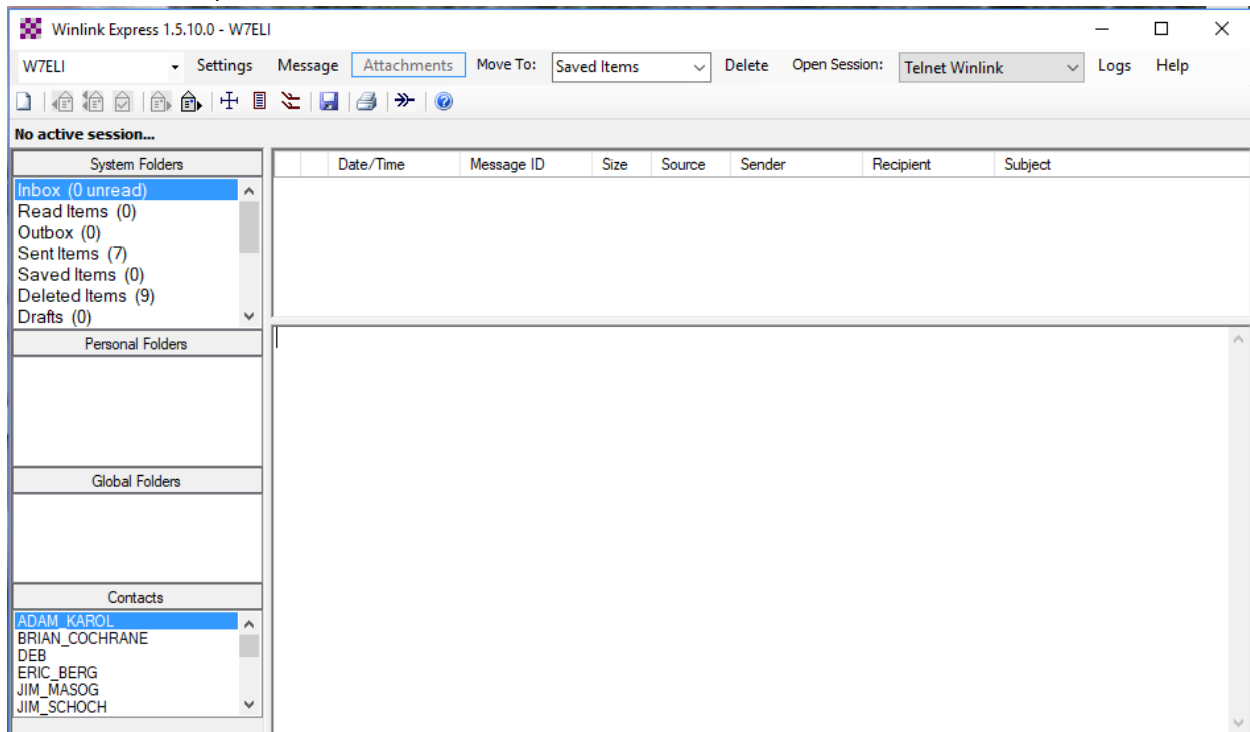 Winlink Express 1.5.10.0 - W7ELI
W7ELI Settings Message Attachments Move To: Saved Items Delete Open Session: Telnet Winlink Logs Help
No active session...
System Folders
Date/Time Message ID Size Source Sender Recipient Subject
Inbox (0 unread)
Read Items (0)
Outbox (0)
Sent Items (7)
Saved Items (0)
Deleted Items (9)
Drafts (0)
Personal Folders
Global Folders
Contacts
ADAM_KAROL
BRIAN_COCHRANE
DEB
ERIC_BERG
JIM_MASOG
JIM_SCHOCH